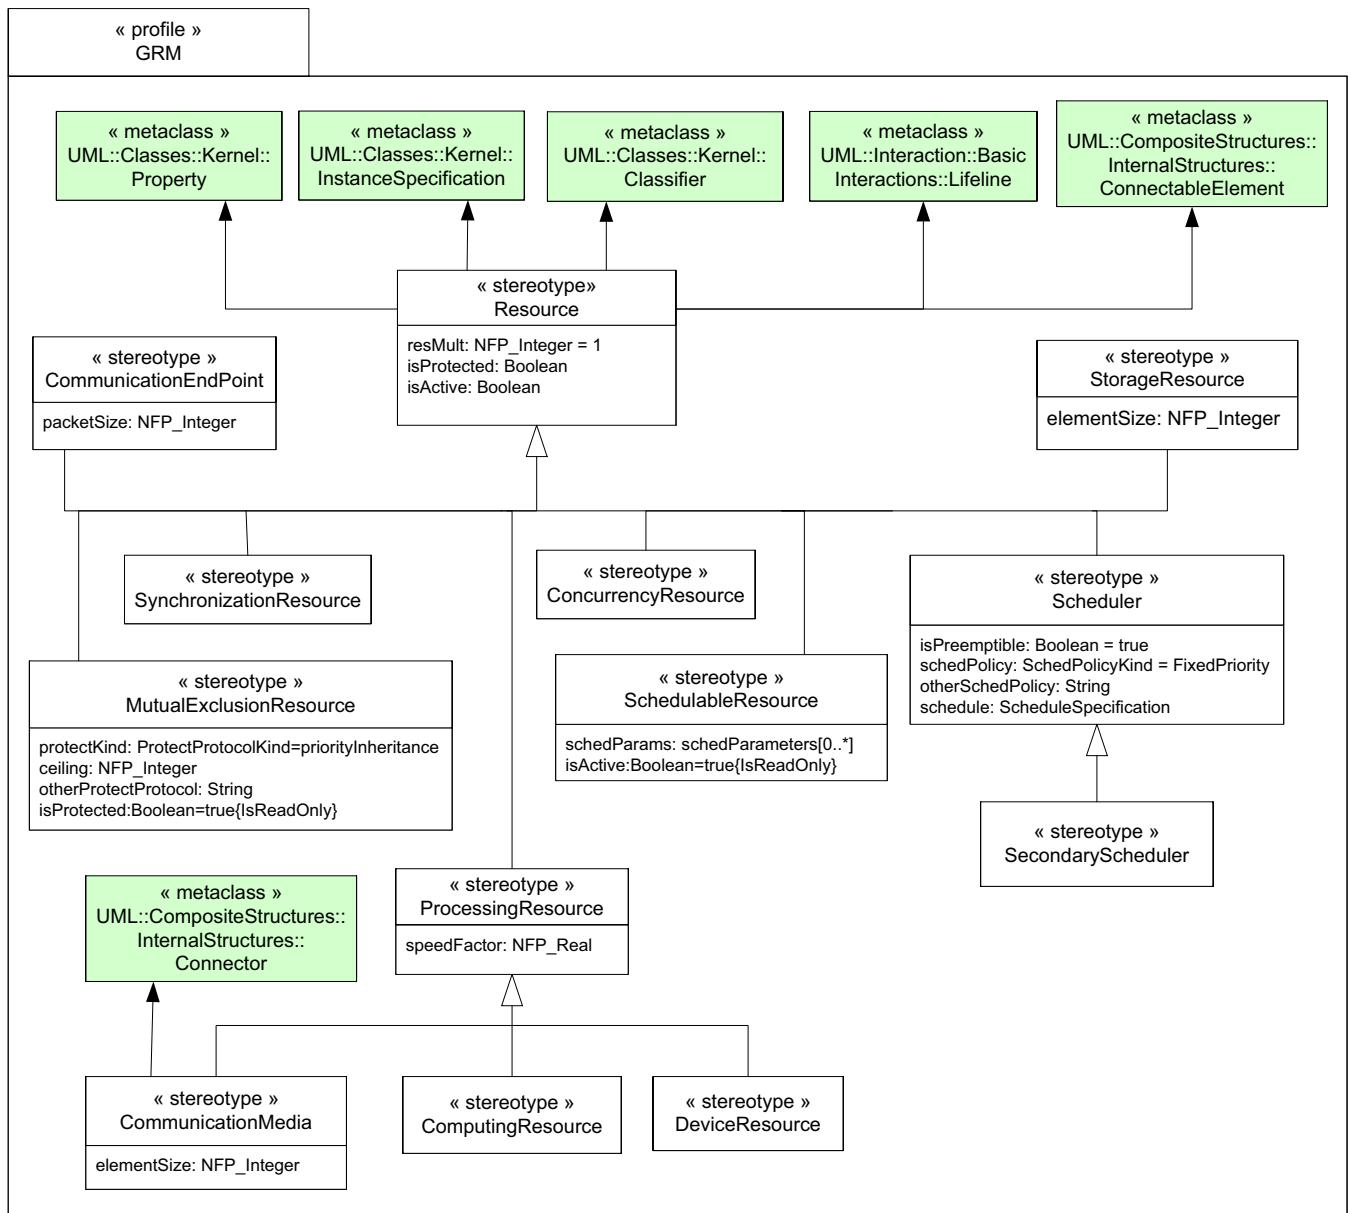 « profile »
GRM
« metaclass »
UML::Classes::Kernel::
Property
« metaclass »
UML::Classes::Kernel::
InstanceSpecification
« metaclass »
UML::Classes::Kernel::
Classifier
« metaclass »
UML::Interaction::Basic
Interactions::Lifeline
« metaclass »
UML::CompositeStructures::
InternalStructures::
ConnectableElement
« stereotype»
Resource
resMult: NFP_Integer = 1
isProtected: Boolean
isActive: Boolean
« stereotype »
CommunicationEndPoint
packetSize: NFP_Integer
« stereotype »
StorageResource
elementSize: NFP_Integer
« stereotype »
SynchronizationResource
« stereotype »
ConcurrencyResource
« stereotype »
Scheduler
isPreemptible: Boolean = true
schedPolicy: SchedPolicyKind = FixedPriority
otherSchedPolicy: String
schedule: ScheduleSpecification
« stereotype »
MutualExclusionResource
protectKind: ProtectProtocolKind=priorityInheritance
ceiling: NFP_Integer
otherProtectProtocol: String
isProtected:Boolean=true{IsReadOnly}
« stereotype »
SchedulableResource
schedParams: schedParameters[0..*]
isActive:Boolean=true{IsReadOnly}
« stereotype »
SecondaryScheduler
« metaclass »
UML::CompositeStructures::
InternalStructures::
Connector
« stereotype »
ProcessingResource
speedFactor: NFP_Real
« stereotype »
CommunicationMedia
elementSize: NFP_Integer
« stereotype »
ComputingResource
« stereotype »
DeviceResource